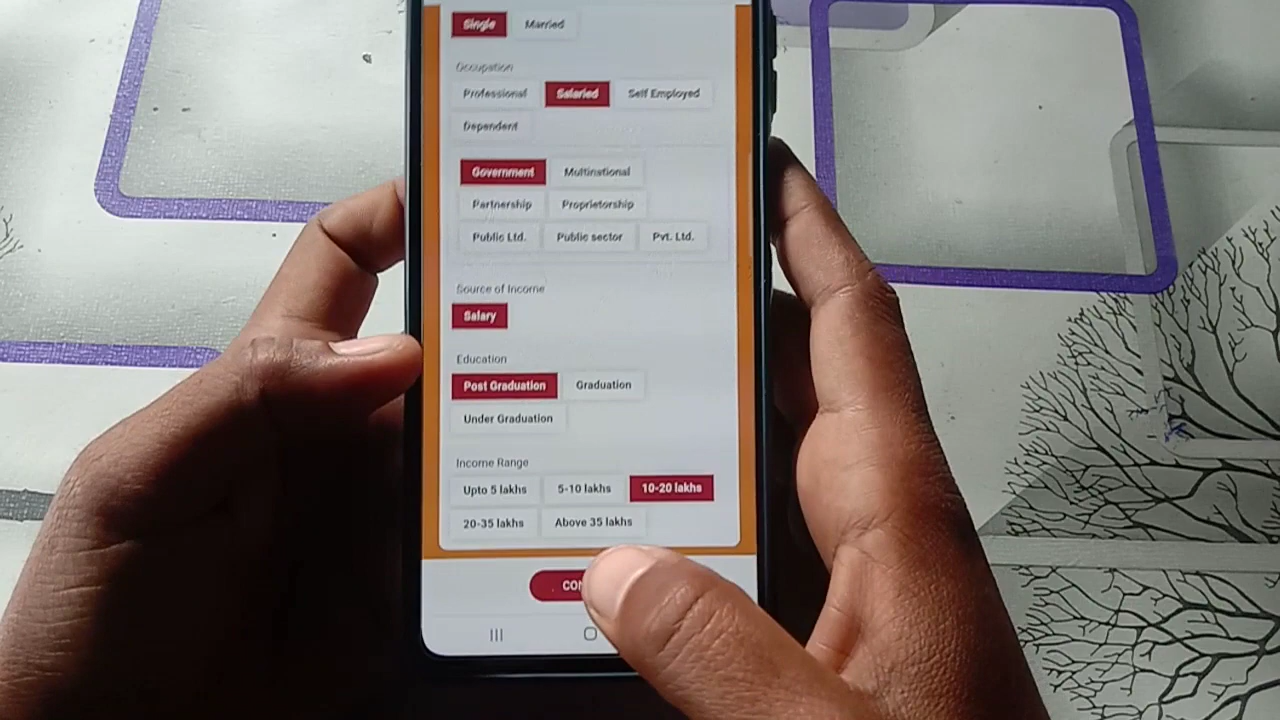 Single Married
Occupation
Professional Salaried Self Employed
Dependent
Government Multinational
Partnership Proprietorship
Public Ltd. Public sector Pvt. Ltd.
Source of Income
Salary
Education
Post Graduation Graduation
Under Graduation
Income Range
Upto 5 lakhs 5-10 lakhs 10-20 lakhs
20-35 lakhs Above 35 lakhs